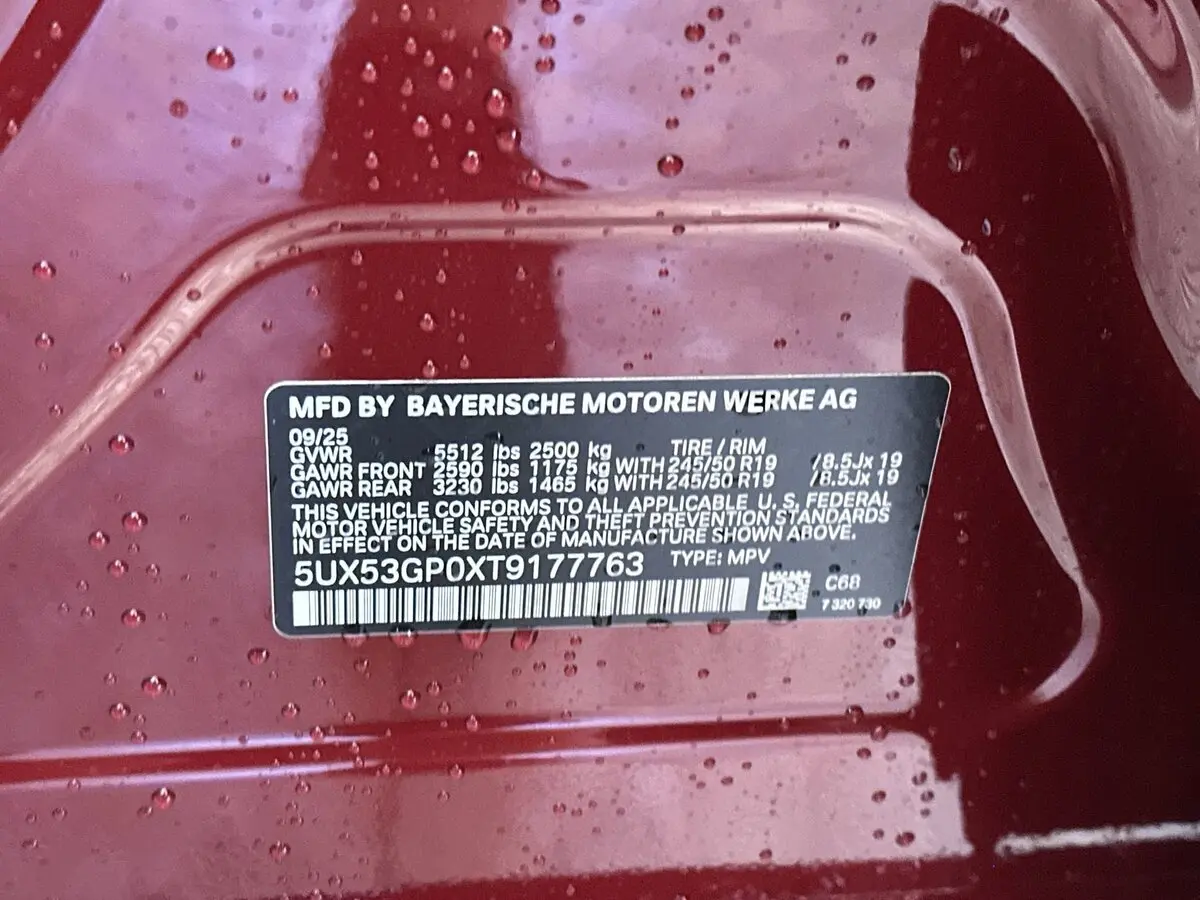 MFD BY BAYERISCHE MOTOREN WERKE AG
09/25
GVWR 5512 lbs 2500 kg TIRE / RIM
GAWR FRONT 2590 lbs 1175 kg WITH 245/50 R19 /8.5Jx 19
GAWR REAR 3230 lbs 1465 kg WITH 245/50 R19 /8.5Jx 19
THIS VEHICLE CONFORMS TO ALL APPLICABLE U. S. FEDERAL
MOTOR VEHICLE SAFETY AND THEFT PREVENTION STANDARDS
IN EFFECT ON THE DATE OF MANUFACTURE SHOWN ABOVE.
5UX53GP0XT9177763 TYPE: MPV
C68
7 320 730